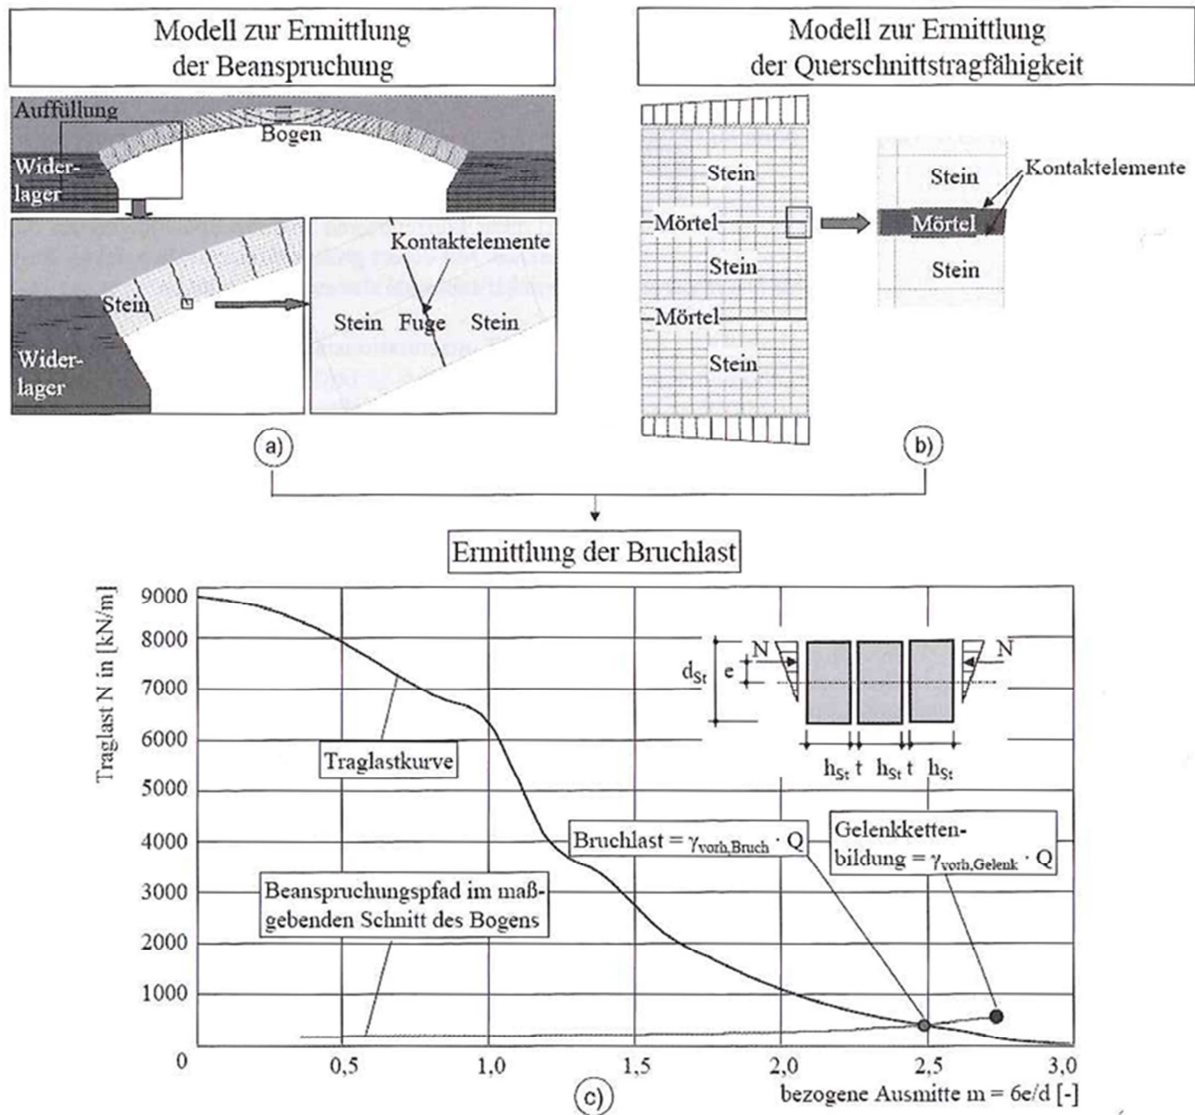 Modell zur Ermittlung
der Beanspruchung
Modell zur Ermittlung
der Querschnittstragfähigkeit
Auffüllung
Bogen
Wider-
lager
Kontaktelemente
Stein
Stein Fuge Stein
Wider-
lager
a)
Stein
Mörtel
Stein
Mörtel
Stein
Stein
Kontaktelemente
Mörtel
Stein
b)
Ermittlung der Bruchlast
Traglast N in [kN/m]
9000
8000
7000
6000
5000
4000
3000
2000
1000
0
0,5
1,0
1,5
2,0
2,5
3,0
Traglastkurve
N
N
dSt
e
hSt t hSt t hSt
Bruchlast = γvorh,Bruch · Q
Gelenkketten-
bildung = γvorh,Gelenk · Q
Beanspruchungspfad im maß-
gebenden Schnitt des Bogens
c)
bezogene Ausmitte m = 6e/d [-]